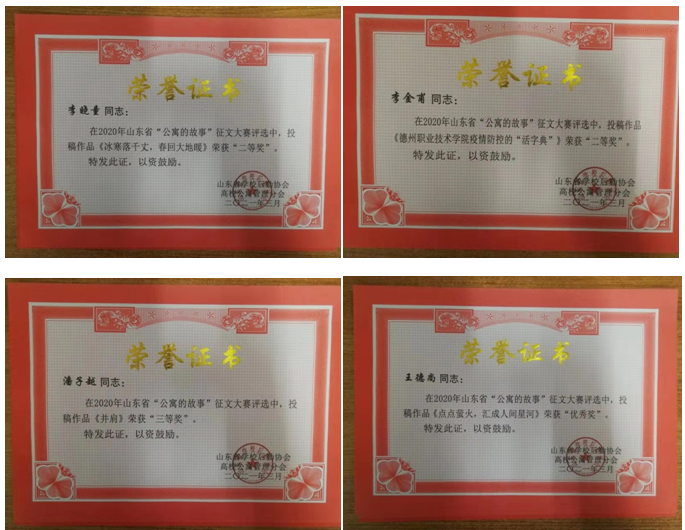 荣誉证书
李晓童 同志：
在2020年山东省“公寓的故事”征文大赛评选中，投
稿作品《冰寒落千丈，春回大地暖》荣获“二等奖”。
特发此证，以资鼓励。
山东省学校后勤协会
高校公寓管理分会
二〇二一年三月
荣誉证书
李金甫 同志：
在2020年山东省“公寓的故事”征文大赛评选中，投稿作品
《德州职业技术学院疫情防控的“活字典”》荣获“二等奖”。
特发此证，以资鼓励。
山东省学校后勤协会
高校公寓管理分会
二〇二一年三月
荣誉证书
潘子越 同志：
在2020年山东省“公寓的故事”征文大赛评选中，投
稿作品《并肩》荣获“三等奖”。
特发此证，以资鼓励。
山东省学校后勤协会
高校公寓管理分会
二〇二一年三月
荣誉证书
王德尚 同志：
在2020年山东省“公寓的故事”征文大赛评选中，投
稿作品《点点萤火，汇成人间星河》荣获“优秀奖”。
特发此证，以资鼓励。
山东省学校后勤协会
高校公寓管理分会
二〇二一年三月